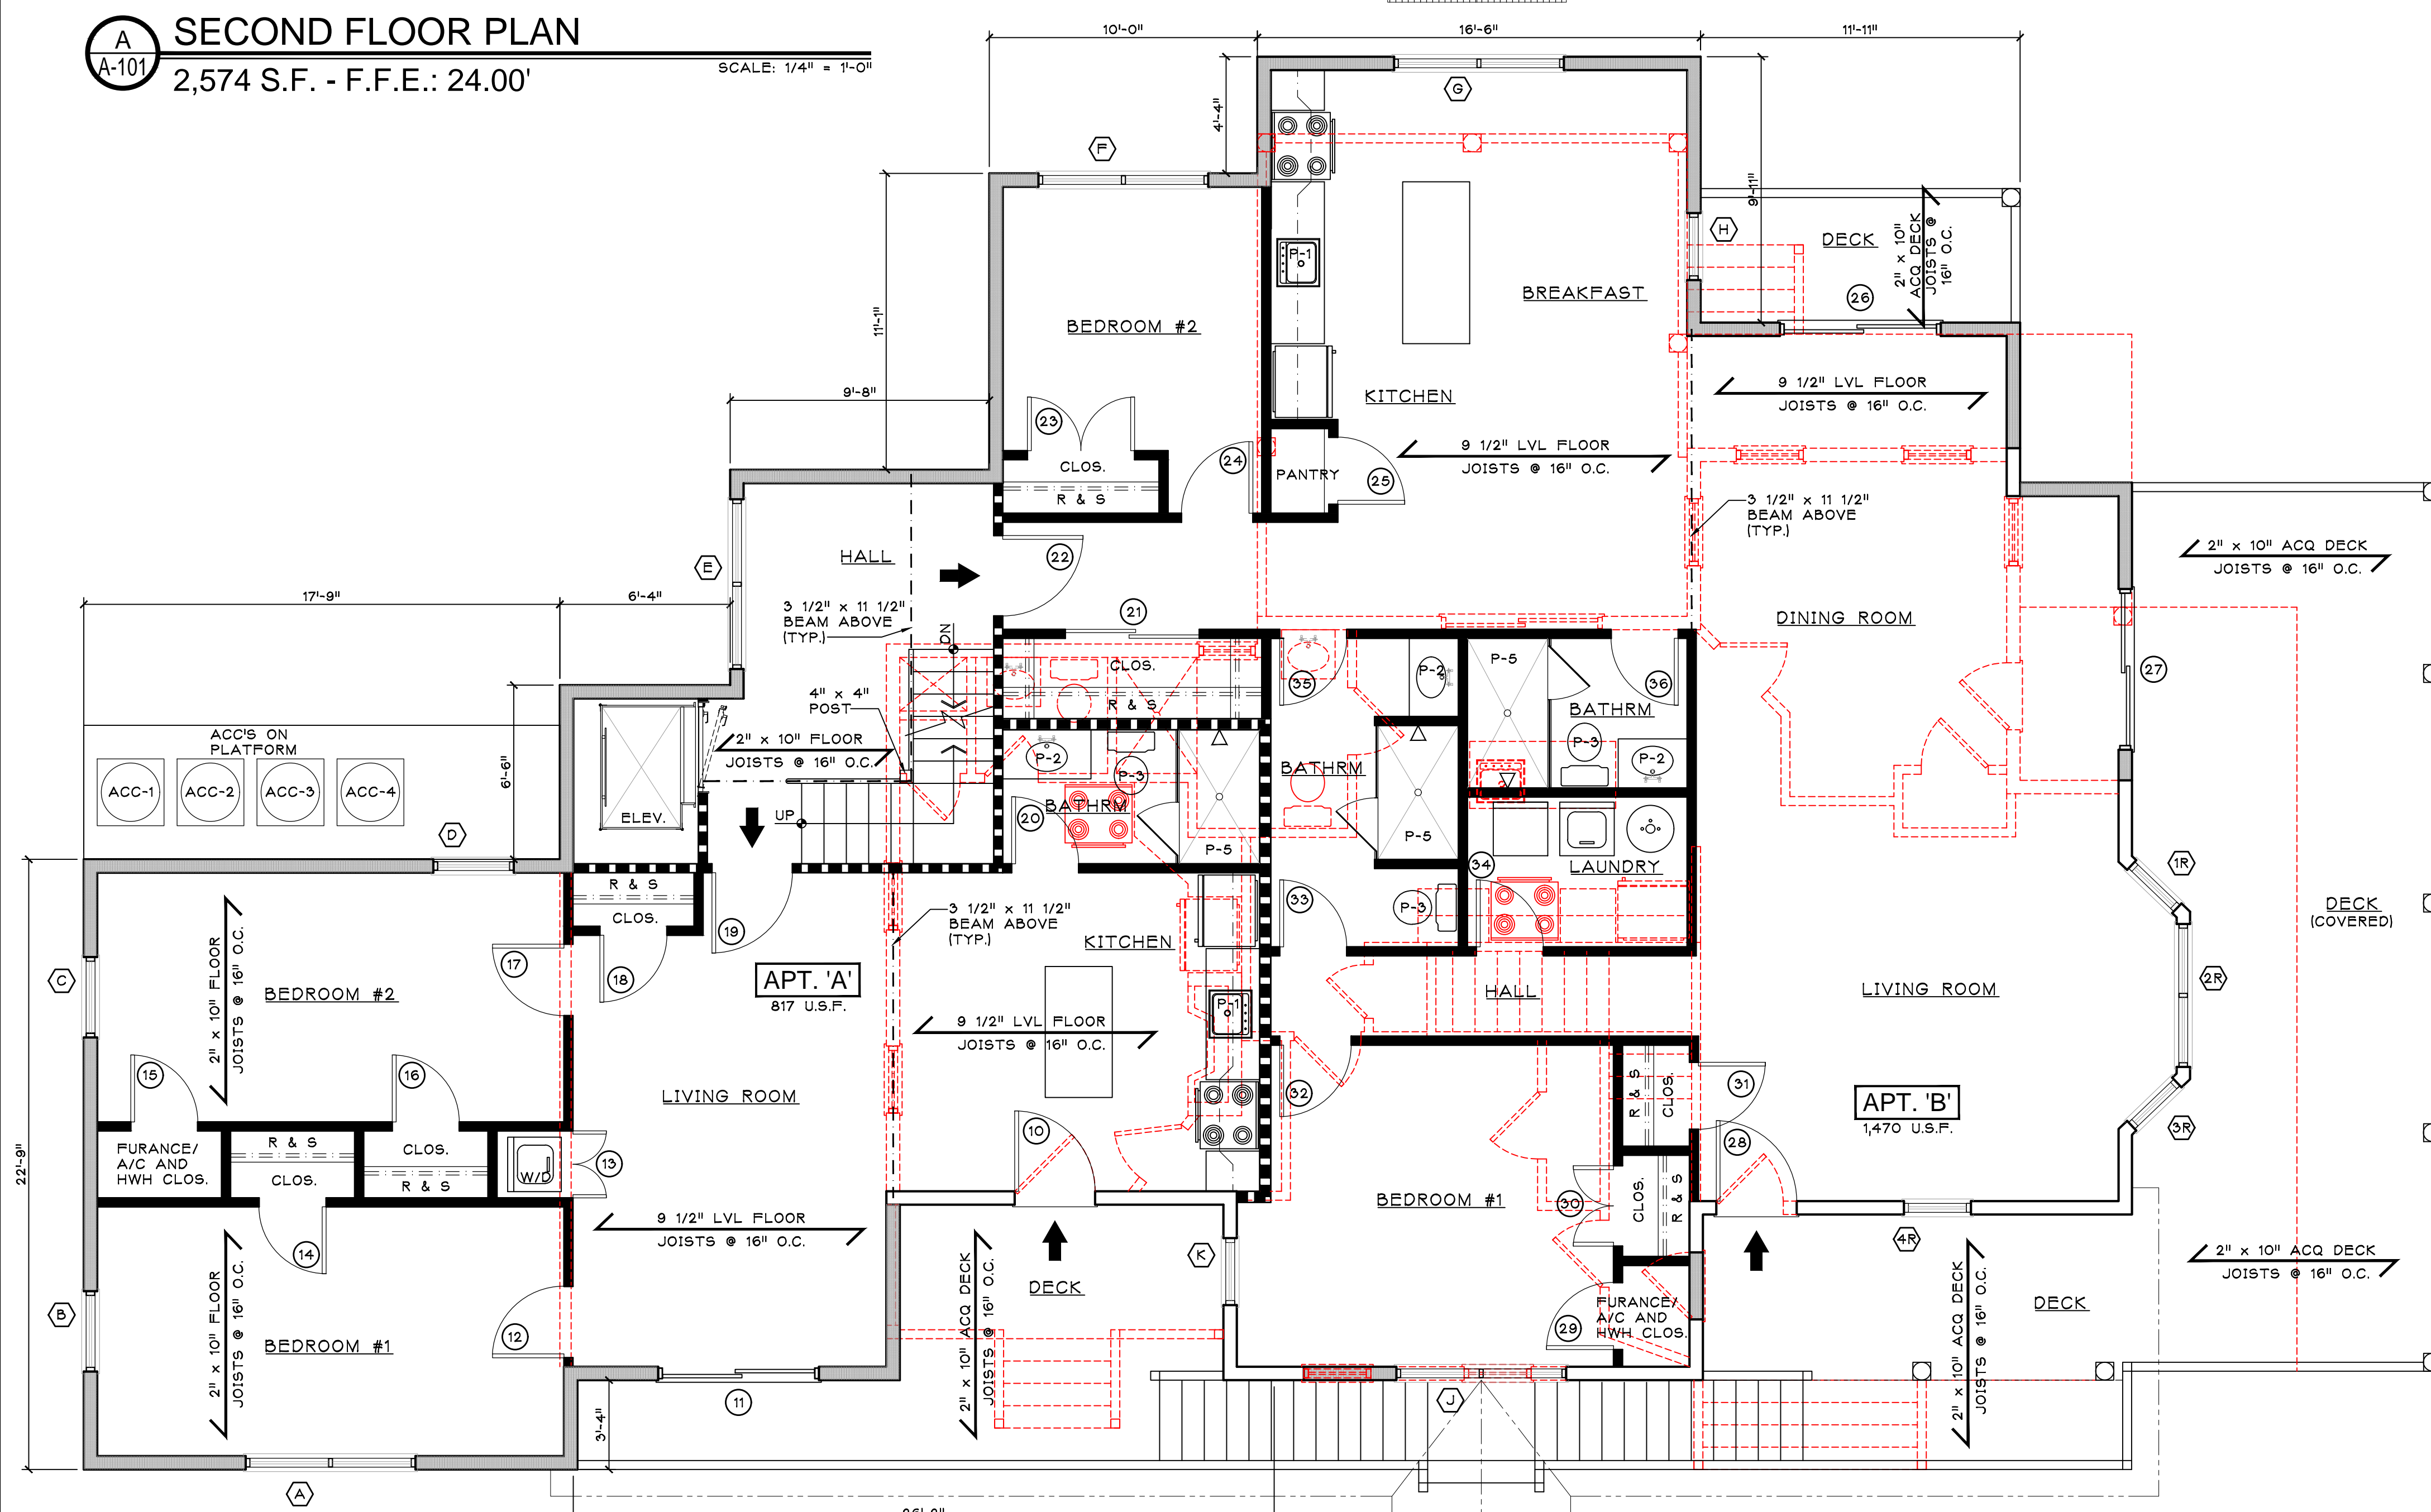 A
A-101
SECOND FLOOR PLAN
2,574 S.F. - F.F.E.: 24.00'
SCALE: 1/4" = 1'-0"
10'-0"
16'-6"
11'-11"
4'-4"
G
F
9'-11"
H
DECK
2" x 10"
ACQ DECK
JOISTS @
16" O.C.
26
P-1
BREAKFAST
BEDROOM #2
11'-1"
KITCHEN
9 1/2" LVL FLOOR
JOISTS @ 16" O.C.
9'-8"
23
CLOS.
R & S
24
PANTRY
25
9 1/2" LVL FLOOR
JOISTS @ 16" O.C.
3 1/2" x 11 1/2"
BEAM ABOVE
(TYP.)
2" x 10" ACQ DECK
JOISTS @ 16" O.C.
HALL
E
22
17'-9"
6'-4"
3 1/2" x 11 1/2"
BEAM ABOVE
(TYP.)
21
DN
DINING ROOM
27
CLOS.
R & S
4" x 4"
POST
35
P-2
P-5
36
BATHRM
P-3
P-2
ACC'S ON
PLATFORM
ACC-1
ACC-2
ACC-3
ACC-4
6'-6"
2" x 10" FLOOR
JOISTS @ 16" O.C.
ELEV.
UP
P-2
P-3
BATHRM
20
P-5
BATHRM
P-5
D
R & S
CLOS.
19
18
17
3 1/2" x 11 1/2"
BEAM ABOVE
(TYP.)
KITCHEN
33
P-3
34
LAUNDRY
1R
DECK
(COVERED)
2R
C
2" x 10" FLOOR
JOISTS @ 16" O.C.
BEDROOM #2
APT. 'A'
817 U.S.F.
P-1
9 1/2" LVL FLOOR
JOISTS @ 16" O.C.
HALL
LIVING ROOM
15
16
LIVING ROOM
10
32
R & S
CLOS.
31
28
APT. 'B'
1,470 U.S.F.
3R
22'-9"
FURANCE/
A/C AND
HWH CLOS.
R & S
CLOS.
CLOS.
R & S
W/D
13
BEDROOM #1
30
CLOS.
R & S
4R
9 1/2" LVL FLOOR
JOISTS @ 16" O.C.
14
K
DECK
2" x 10" ACQ DECK
JOISTS @ 16" O.C.
2" x 10" ACQ DECK
JOISTS @ 16" O.C.
DECK
2" x 10" ACQ DECK
JOISTS @ 16" O.C.
B
2" x 10" FLOOR
JOISTS @ 16" O.C.
BEDROOM #1
12
29
FURANCE/
A/C AND
HWH CLOS.
11
J
3'-4"
A